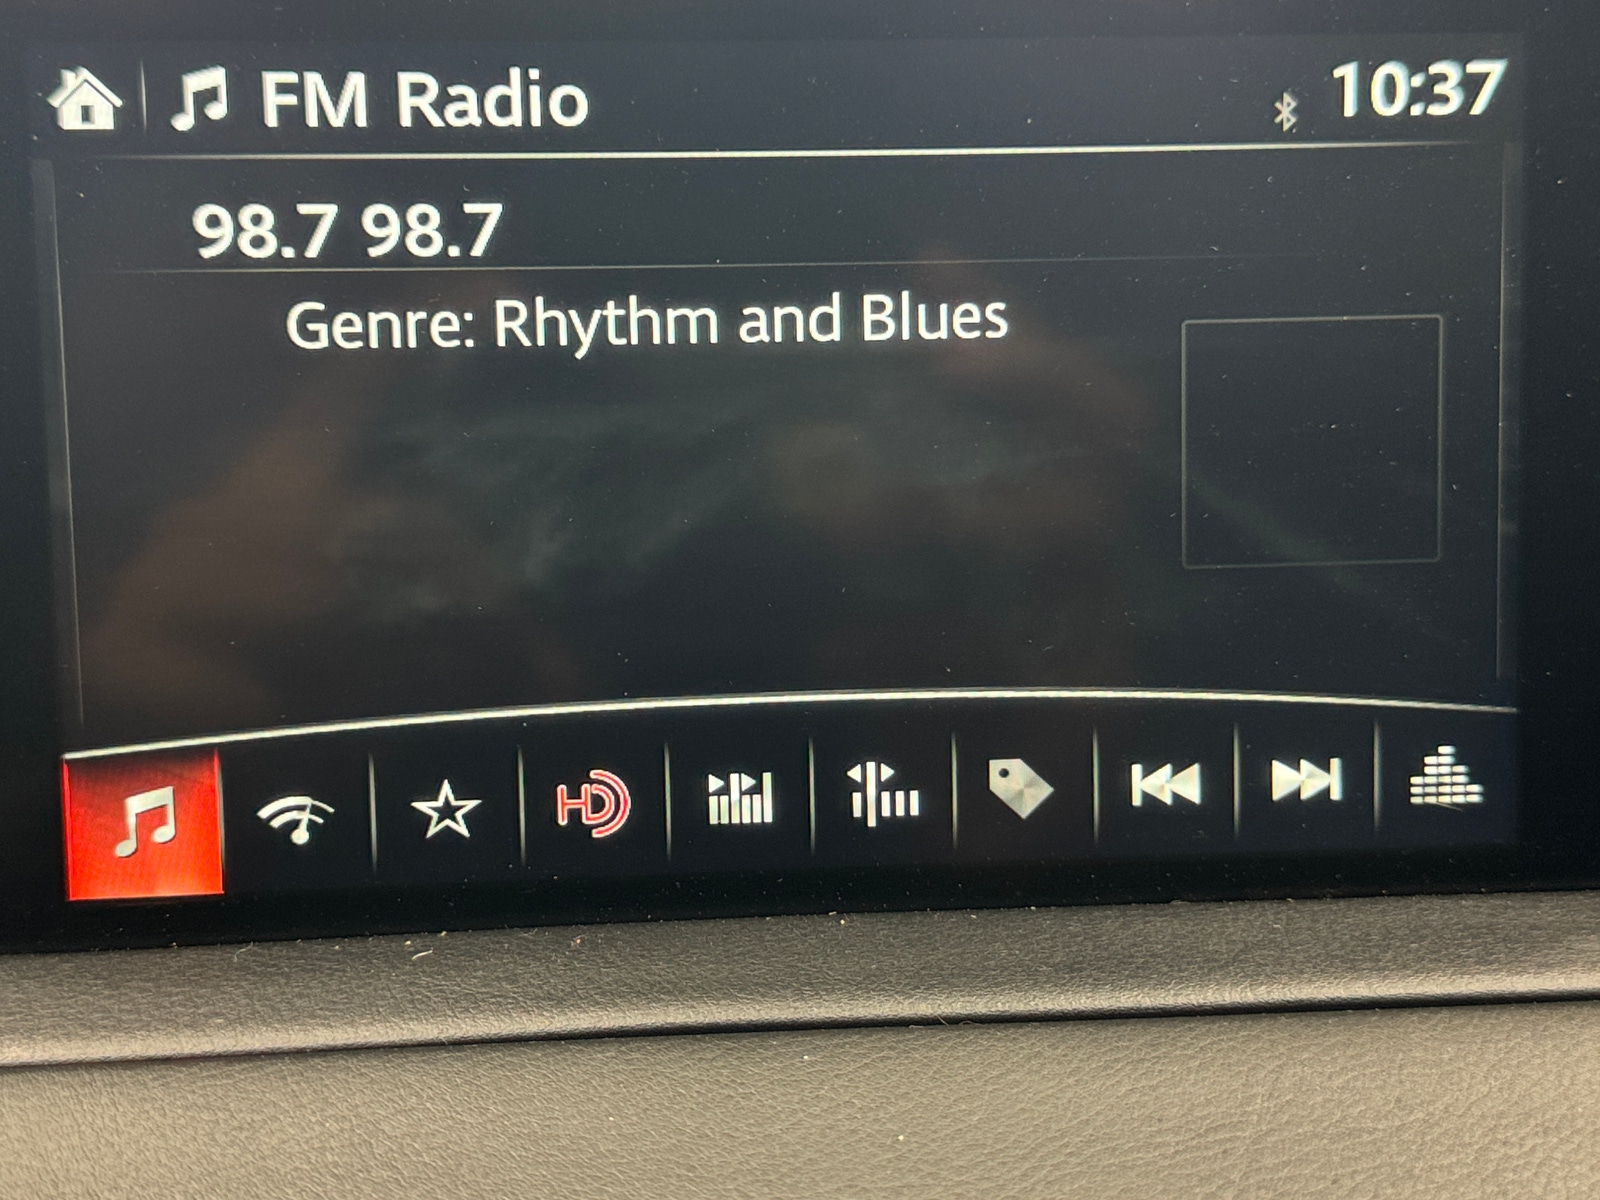 FM Radio
10:37
98.7 98.7
Genre: Rhythm and Blues
HD